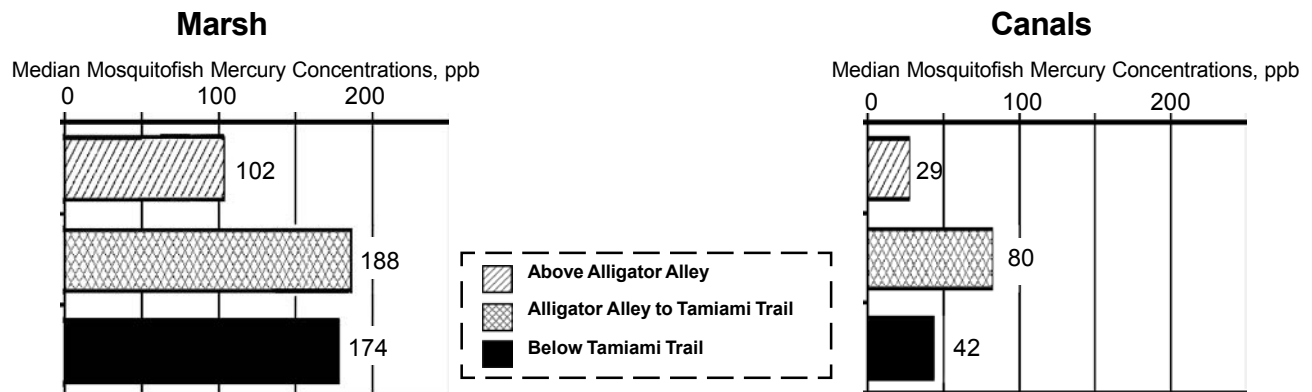 Marsh
Median Mosquitofish Mercury Concentrations, ppb
0 100 200
102
188
174
Above Alligator Alley
Alligator Alley to Tamiami Trail
Below Tamiami Trail
Canals
Median Mosquitofish Mercury Concentrations, ppb
0 100 200
29
80
42